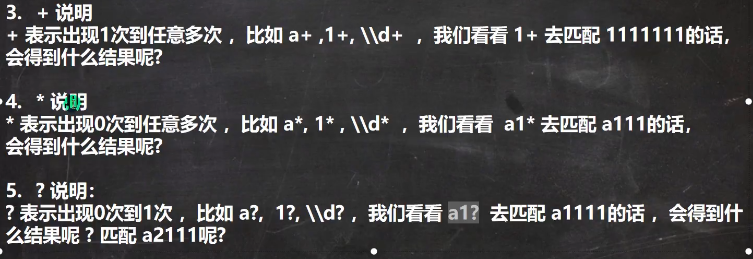 3. + 说明
+ 表示出现1次到任意多次 ，比如 a+ ,1+, \\d+ ，我们看看 1+ 去匹配 1111111的话，
会得到什么结果呢?
4. * 说明
* 表示出现0次到任意多次 ，比如 a*, 1* , \\d* ，我们看看 a1* 去匹配 a111的话，
会得到什么结果呢?
5. ? 说明：
? 表示出现0次到1次 ，比如 a?, 1?, \\d? ，我们看看 a1? 去匹配 a1111的话 ，会得到什
么结果呢 ? 匹配 a2111呢?